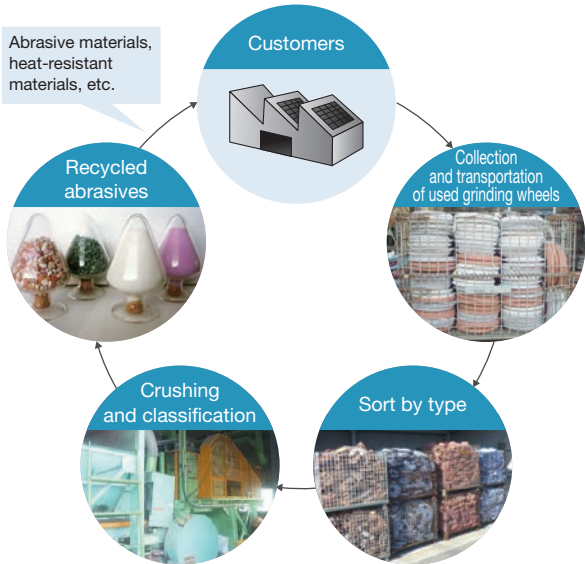 Abrasive materials,
heat-resistant
materials, etc.
Customers
Collection
and transportation
of used grinding wheels
Sort by type
Crushing
and classification
Recycled
abrasives